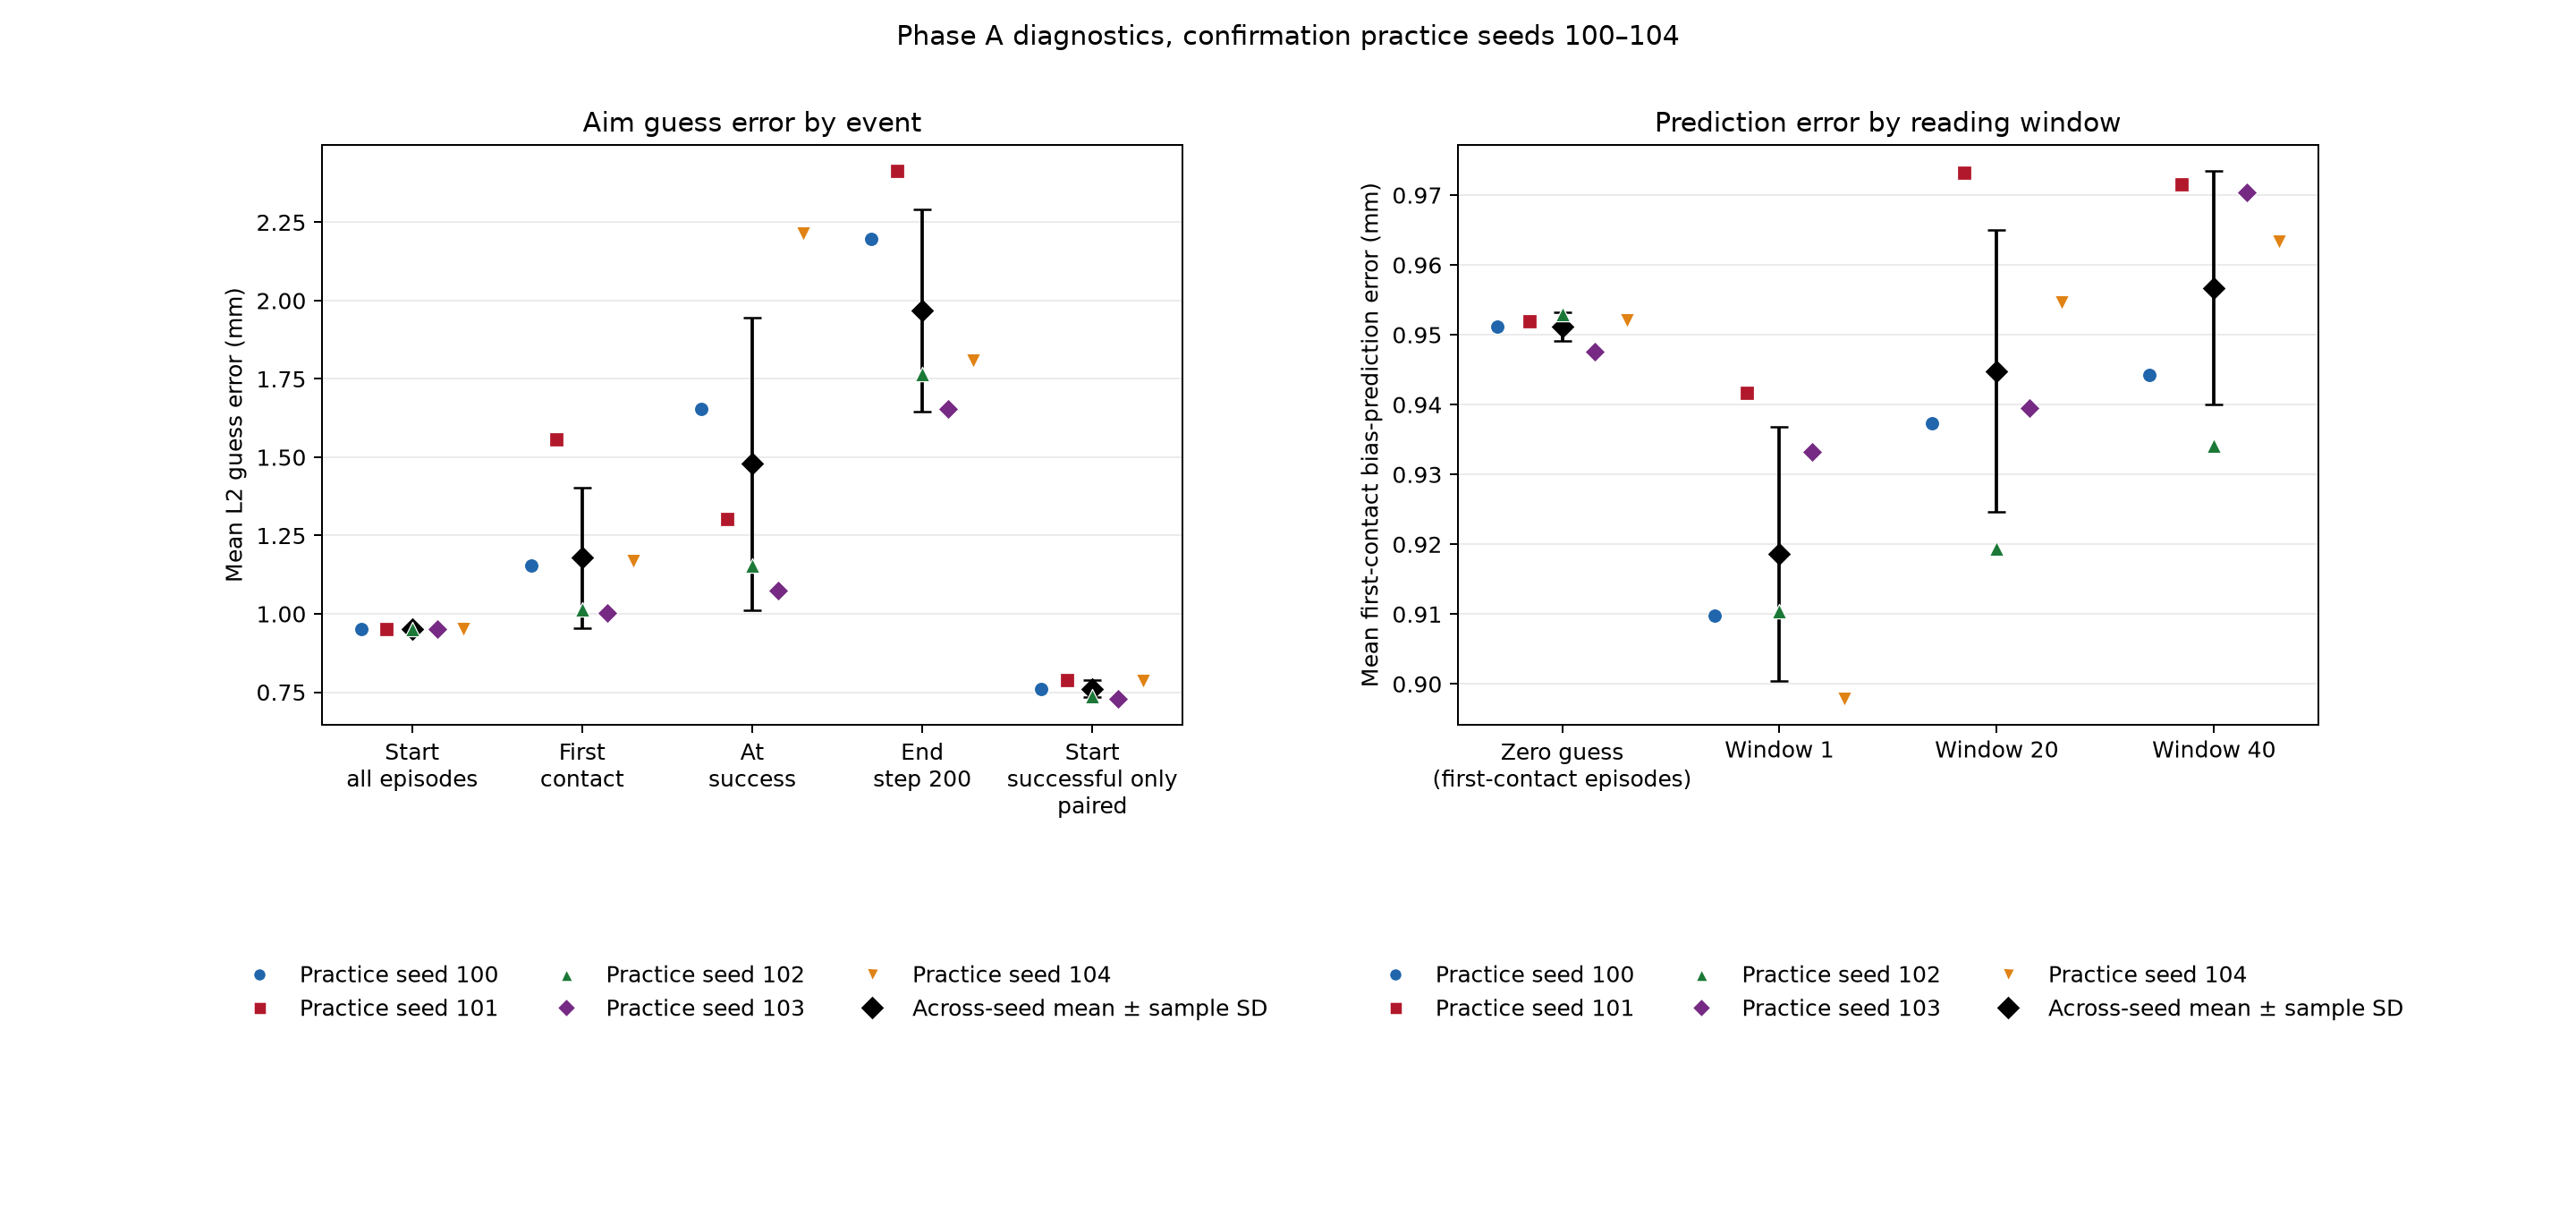 Phase A diagnostics, confirmation practice seeds 100–104
Aim guess error by event
Mean L2 guess error (mm)
2.25
2.00
1.75
1.50
1.25
1.00
0.75
Start
all episodes
First
contact
At
success
End
step 200
Start
successful only
paired
Practice seed 100
Practice seed 101
Practice seed 102
Practice seed 103
Practice seed 104
Across-seed mean ± sample SD
Prediction error by reading window
Mean first-contact bias-prediction error (mm)
0.97
0.96
0.95
0.94
0.93
0.92
0.91
0.90
Zero guess
(first-contact episodes)
Window 1
Window 20
Window 40
Practice seed 100
Practice seed 101
Practice seed 102
Practice seed 103
Practice seed 104
Across-seed mean ± sample SD